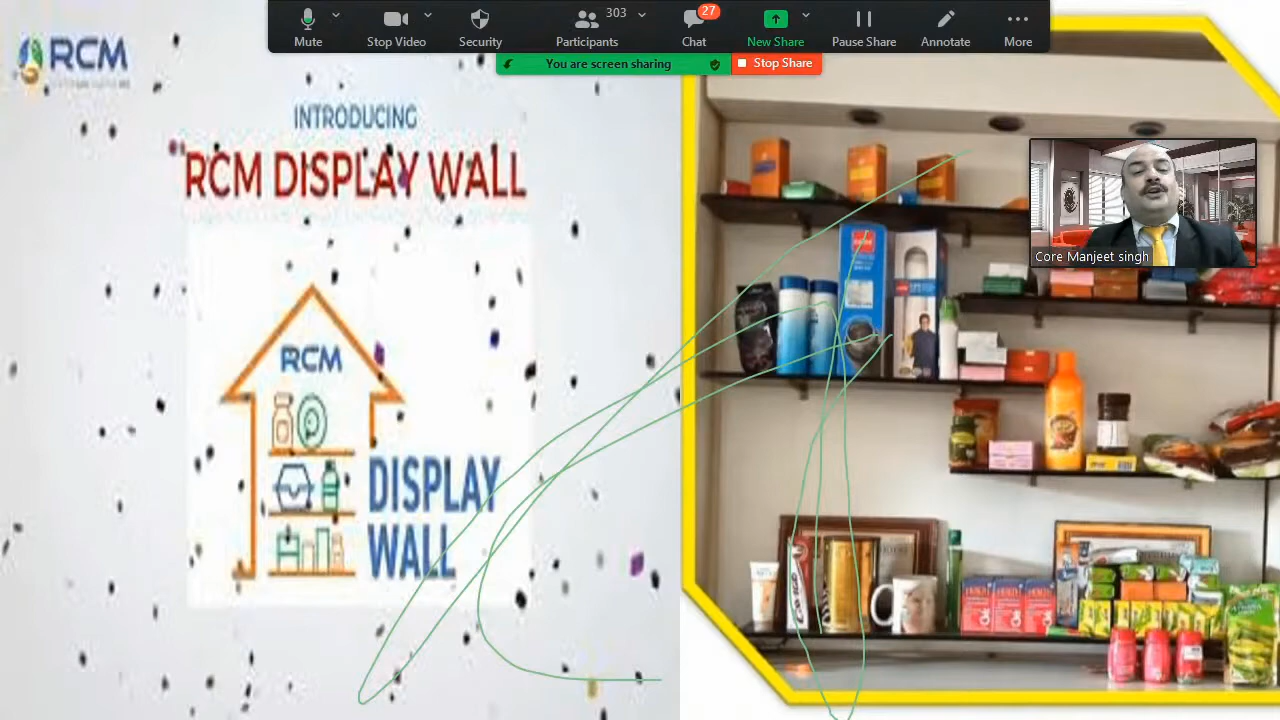 Mute
Stop Video
Security
Participants
303
Chat
27
New Share
Pause Share
Annotate
More
You are screen sharing
Stop Share
RCM
INTRODUCING
RCM DISPLAY WALL
RCM
DISPLAY
WALL
Core Manjeet singh